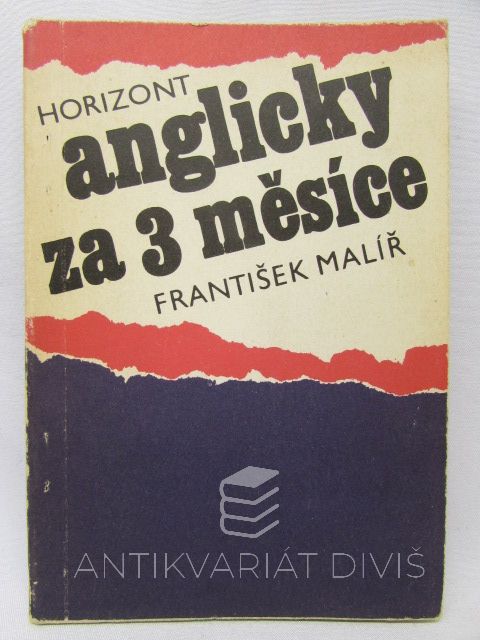 HORIZONT
anglicky
za 3 měsíce
FRANTIŠEK MALÍŘ
ANTIKVARIÁT DIVIŠ